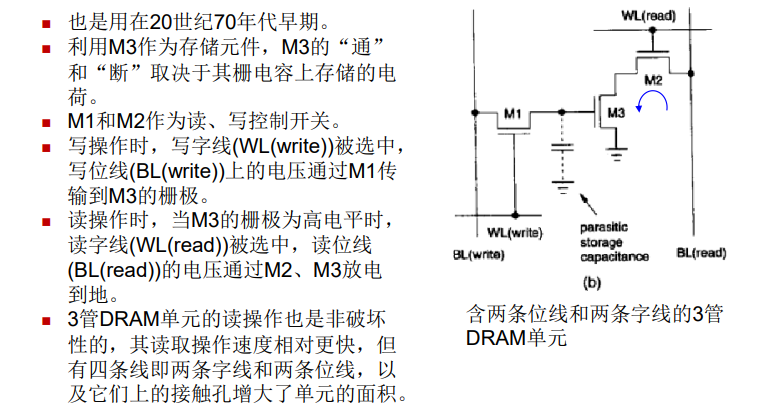 ■ 也是用在20世纪70年代早期。
■ 利用M3作为存储元件，M3的“通”
和“断”取决于其栅电容上存储的电
荷。
■ M1和M2作为读、写控制开关。
■ 写操作时，写字线(WL(write))被选中，
写位线(BL(write))上的电压通过M1传
输到M3的栅极。
■ 读操作时，当M3的栅极为高电平时，
读字线(WL(read))被选中，读位线
(BL(read))的电压通过M2、M3放电
到地。
■ 3管DRAM单元的读操作也是非破坏
性的，其读取操作速度相对更快，但
有四条线即两条字线和两条位线，以
及它们上的接触孔增大了单元的面积。
WL(read)
M2
M1
M3
WL(write)
BL(write)
parasitic
storage
capacitance
BL(read)
(b)
含两条位线和两条字线的3管
DRAM单元